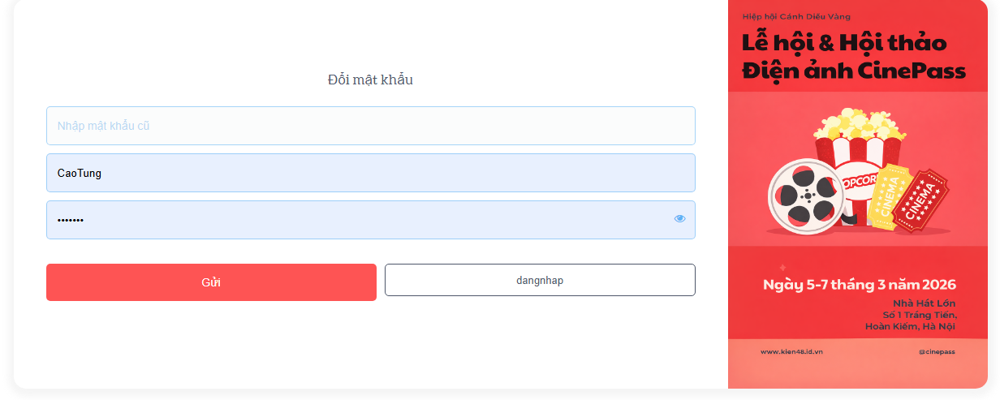 Đổi mật khẩu
Nhập mật khẩu cũ
CaoTung
•••••••
Gửi
dangnhap
Hiệp hội Cánh Diều Vàng
Lễ hội & Hội thảo
Điện ảnh CinePass
POPCORN
CINEMA
CINEMA
Ngày 5-7 tháng 3 năm 2026
Nhà Hát Lớn
Số 1 Tràng Tiền,
Hoàn Kiếm, Hà Nội
www.kien48.id.vn
@cinepass